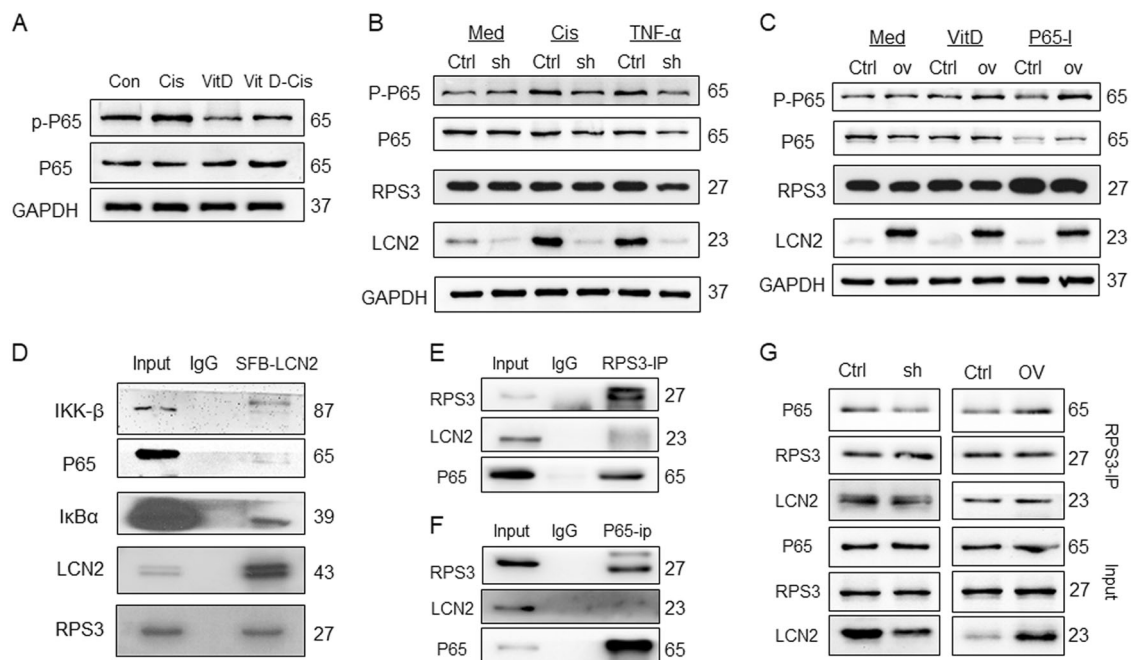 A
Con Cis VitD Vit D-Cis
p-P65 65
P65 65
GAPDH 37
B
Med Cis TNF-α
Ctrl sh Ctrl sh Ctrl sh
P-P65 65
P65 65
RPS3 27
LCN2 23
GAPDH 37
C
Med VitD P65-I
Ctrl ov Ctrl ov Ctrl ov
P-P65 65
P65 65
RPS3 27
LCN2 23
GAPDH 37
D
Input IgG SFB-LCN2
IKK-β 87
P65 65
IκBα 39
LCN2 43
RPS3 27
E
Input IgG RPS3-IP
RPS3 27
LCN2 23
P65 65
F
Input IgG P65-ip
RPS3 27
LCN2 23
P65 65
G
Ctrl sh Ctrl OV
P65 65
RPS3 27
LCN2 23
RPS3-IP
P65 65
RPS3 27
LCN2 23
Input